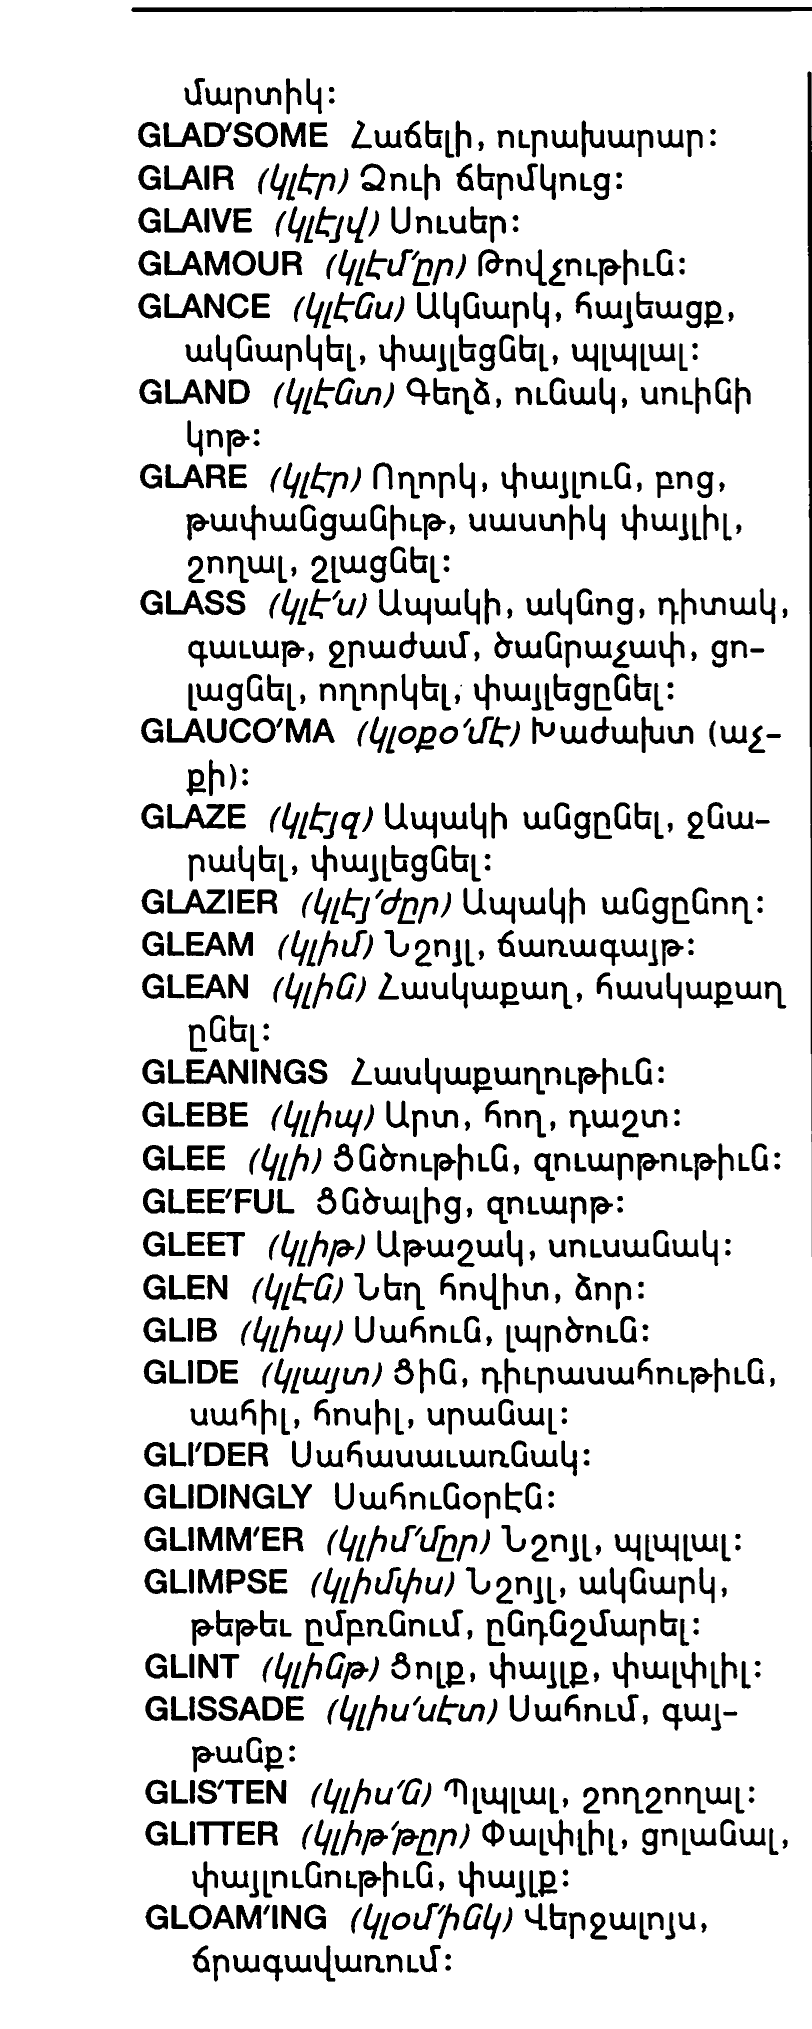 մարտիկ։
GLAD'SOME Հաճելի, ուրախարար։
GLAIR (կլէր) Ձուի ճերմկուց։
GLAIVE (կլէյվ) Սուսեր։
GLAMOUR (կլէմ՛ըր) Թովչութիւն։
GLANCE (կլէնս) Ակնարկ, հայեացք,
ակնարկել, փայլեցնել, պլպլալ։
GLAND (կլէնտ) Գեղձ, ունակ, սուինի
կոթ։
GLARE (կլէր) Ողորկ, փայլուն, բոց,
թափանցանիւթ, սաստիկ փայլիլ,
շողալ, շլացնել։
GLASS (կլէ՛ս) Ապակի, ակնոց, դիտակ,
գաւաթ, ջրաժամ, ծանրաչափ, ցո-
լացնել, ողորկել, փայլեցընել։
GLAUCO'MA (կլօքօ՛մէ) Խաժախտ (աչ-
քի)։
GLAZE (կլէյզ) Ապակի անցընել, ջնա-
րակել, փայլեցնել։
GLAZIER (կլէյ՛ժըր) Ապակի անցընող։
GLEAM (կլիմ) Նշոյլ, ճառագայթ։
GLEAN (կլին) Հասկաքաղ, հասկաքաղ
ընել։
GLEANINGS Հասկաքաղութիւն։
GLEBE (կլիպ) Արտ, հող, դաշտ։
GLEE (կլի) Ցնծութիւն, զուարթութիւն։
GLEE'FUL Ցնծալից, զուարթ։
GLEET (կլիթ) Աթաշակ, սուսանակ։
GLEN (կլէն) Նեղ հովիտ, ձոր։
GLIB (կլիպ) Սահուն, լպրծուն։
GLIDE (կլայտ) Ցին, դիւրասահութիւն,
սահիլ, հոսիլ, սրանալ։
GLI'DER Սահասաւառնակ։
GLIDINGLY Սահունօրէն։
GLIMM'ER (կլիմ՛մըր) Նշոյլ, պլպլալ։
GLIMPSE (կլիմփս) Նշոյլ, ակնարկ,
թեթեւ ըմբռնում, ընդնշմարել։
GLINT (կլինթ) Ցոլք, փայլք, փալփլիլ։
GLISSADE (կլիս՛սէտ) Սահում, գայ-
թանք։
GLIS'TEN (կլիս՛ն) Պլպլալ, շողշողալ։
GLITTER (կլիթ՛թըր) Փալփլիլ, ցոլանալ,
փայլունութիւն, փայլք։
GLOAM'ING (կլօմ՛ինկ) Վերջալոյս,
ճրագավառում։